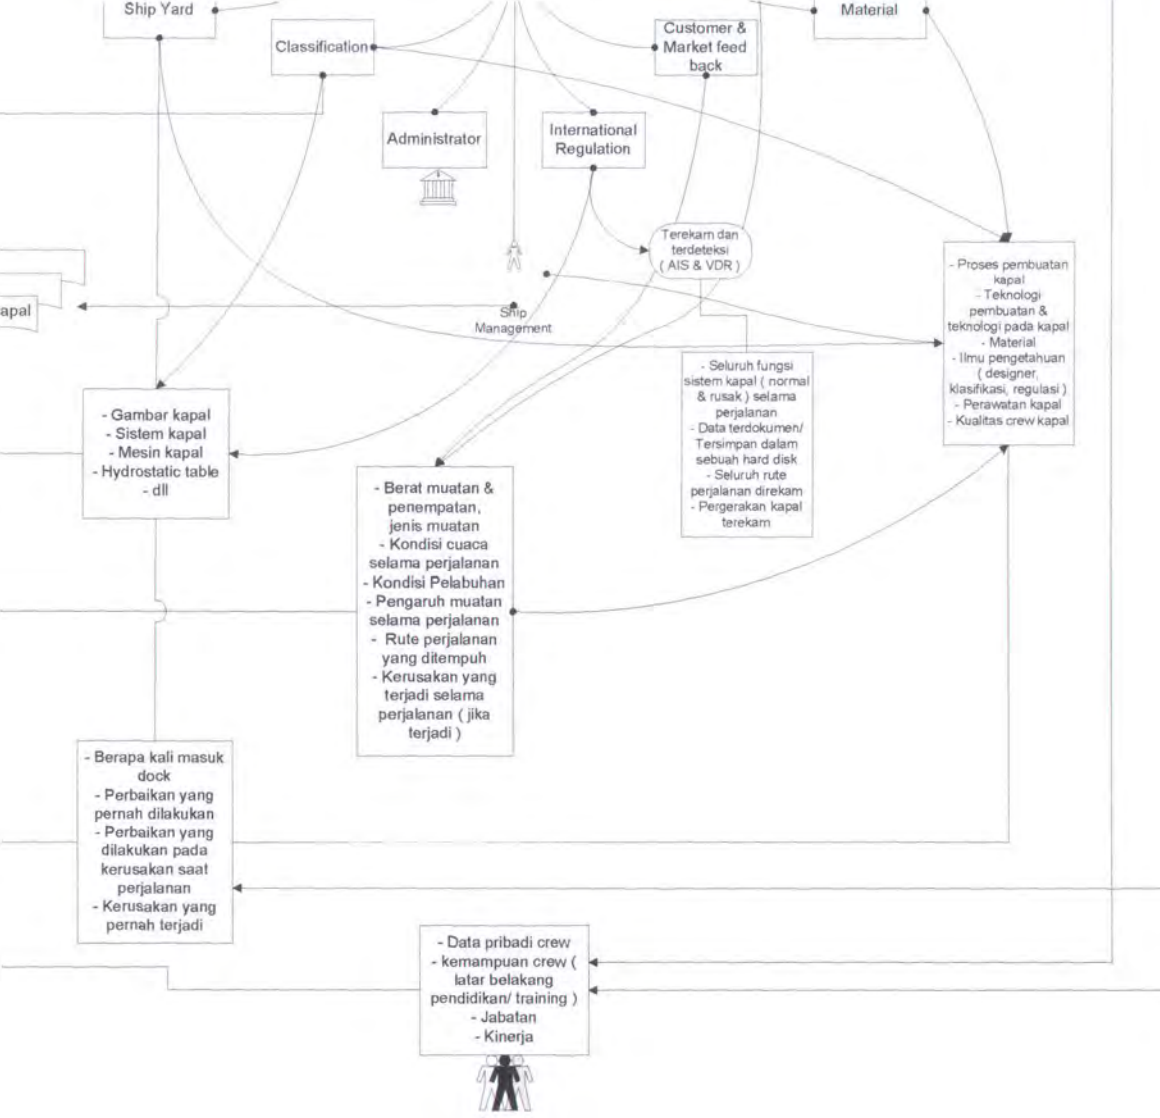 Ship Yard
Material
Classification
Customer &
Market feed
back
Administrator
International
Regulation
Terekam dan
terdeteksi
( AIS & VDR )
- Proses pembuatan
kapal
- Teknologi
pembuatan &
teknologi pada kapal
- Material
- Ilmu pengetahuan
( designer,
klasifikasi, regulasi )
- Perawatan kapal
- Kualitas crew kapal
apal
Ship
Management
- Seluruh fungsi
sistem kapal ( normal
& rusak ) selama
perjalanan
- Data terdokumen/
Tersimpan dalam
sebuah hard disk
- Seluruh rute
perjalanan direkam
- Pergerakan kapal
terekam
- Gambar kapal
- Sistem kapal
- Mesin kapal
- Hydrostatic table
- dll
- Berat muatan &
penempatan,
jenis muatan
- Kondisi cuaca
selama perjalanan
- Kondisi Pelabuhan
- Pengaruh muatan
selama perjalanan
- Rute perjalanan
yang ditempuh
- Kerusakan yang
terjadi selama
perjalanan ( jika
terjadi )
- Berapa kali masuk
dock
- Perbaikan yang
pernah dilakukan
- Perbaikan yang
dilakukan pada
kerusakan saat
perjalanan
- Kerusakan yang
pernah terjadi
- Data pribadi crew
- kemampuan crew (
latar belakang
pendidikan/ training )
- Jabatan
- Kinerja